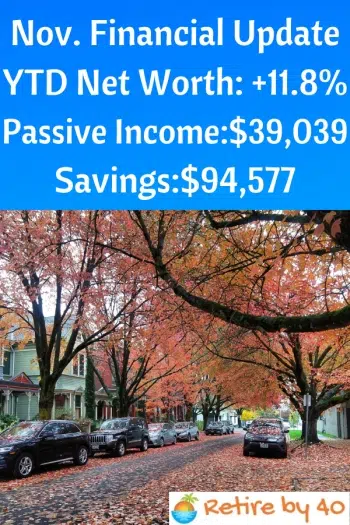 Nov. Financial Update
YTD Net Worth: +11.8%
Passive Income:$39,039
Savings:$94,577
Retire by 40